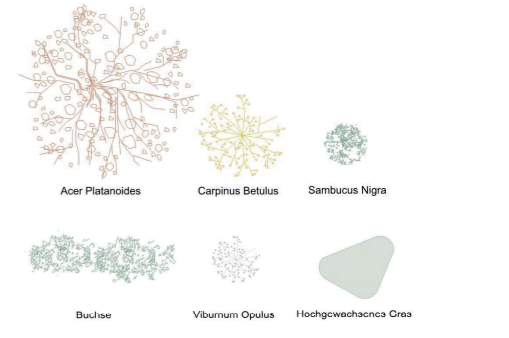 Acer Platanoides
Carpinus Betulus
Sambucus Nigra
Buchse
Viburnum Opulus
Hochgewachsenes Gras